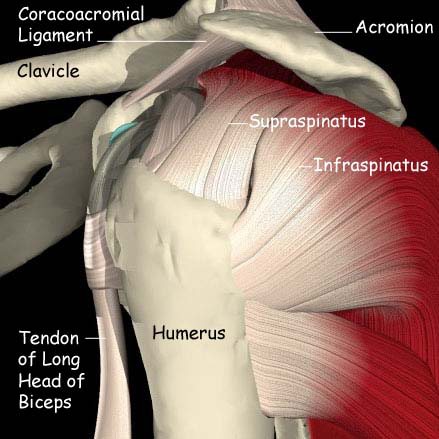 Coracoacromial
Ligament
Acromion
Clavicle
Supraspinatus
Infraspinatus
Humerus
Tendon
of Long
Head of
Biceps